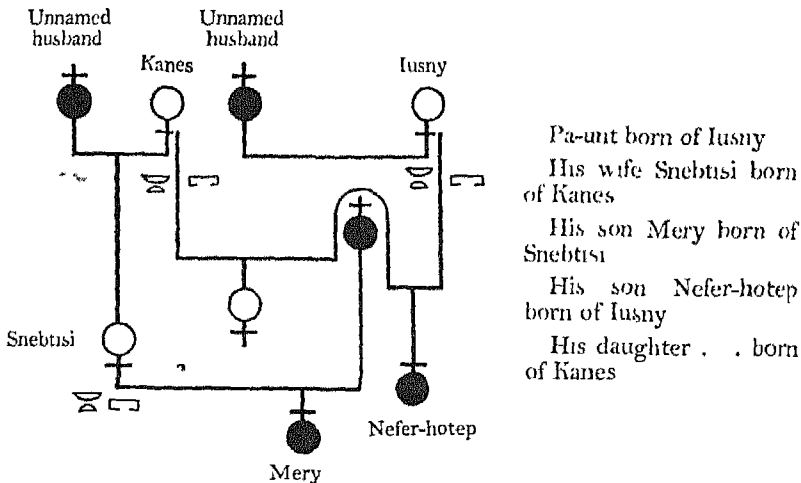 Unnamed
husband
Unnamed
husband
Kanes
Iusny
Snebtisi
Mery
Nefer-hotep
Pa-unt born of Iusny
His wife Snebtisi born
of Kanes
His son Mery born of
Snebtisi
His son Nefer-hotep
born of Iusny
His daughter . . born
of Kanes